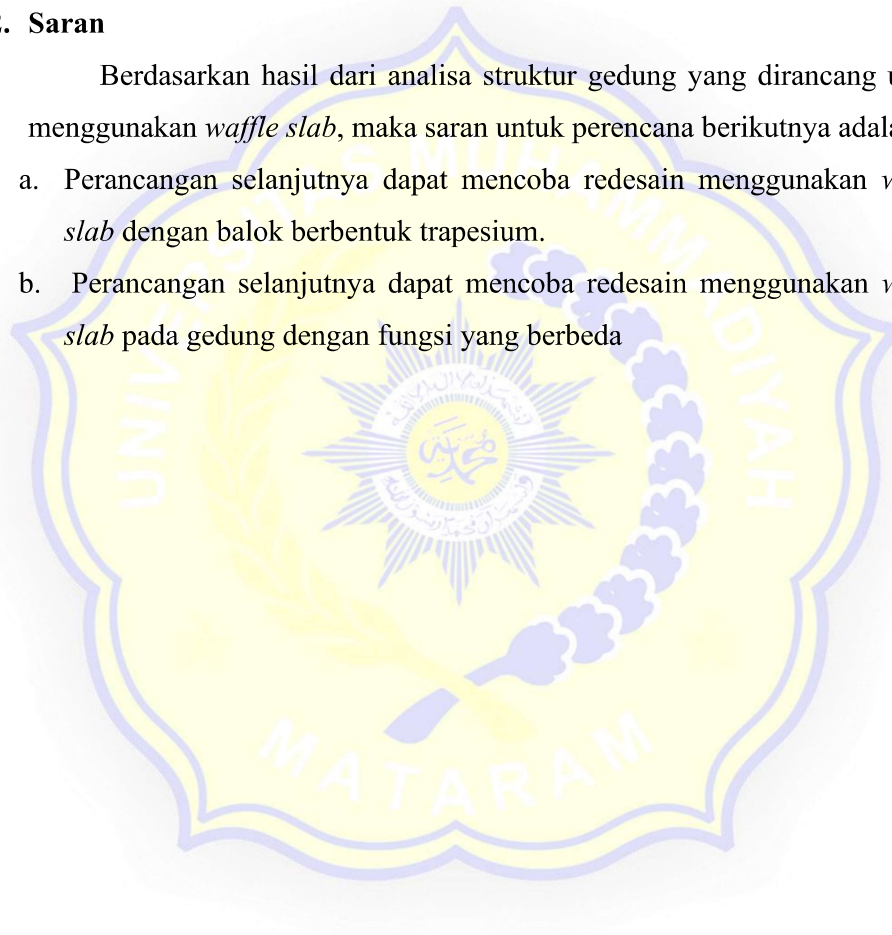 . Saran
Berdasarkan hasil dari analisa struktur gedung yang dirancang
menggunakan waffle slab, maka saran untuk perencana berikutnya
a. Perancangan selanjutnya dapat mencoba redesain menggunakan
slab dengan balok berbentuk trapesium.
b. Perancangan selanjutnya dapat mencoba redesain menggunakan
slab pada gedung dengan fungsi yang berbeda
UNIVERSITAS MUHAMMADIYAH
MATARAM